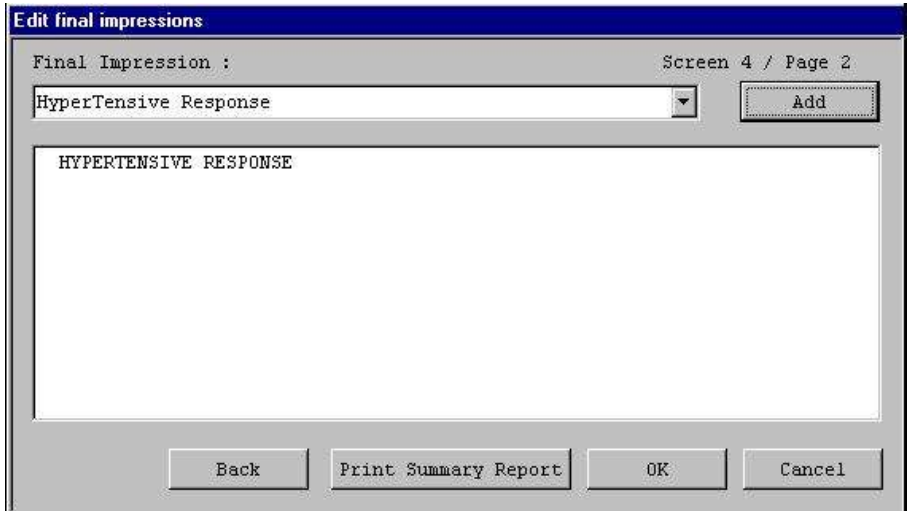 Edit final impressions
Final Impression : Screen 4 / Page 2
HyperTensive Response Add
HYPERTENSIVE RESPONSE
Back Print Summary Report OK Cancel